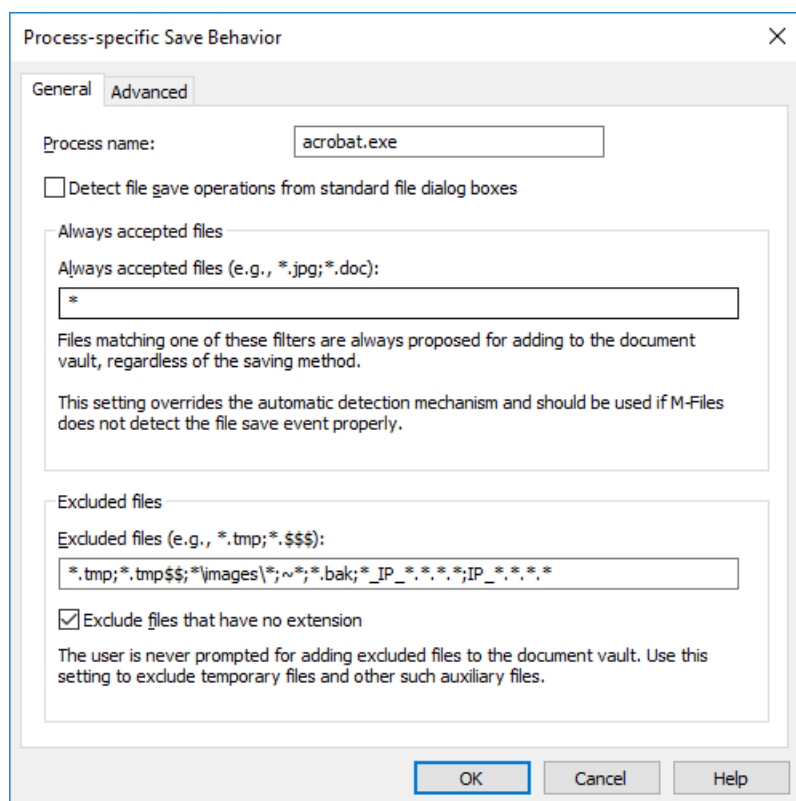 Process-specific Save Behavior
General
Advanced
Process name:
acrobat.exe
Detect file save operations from standard file dialog boxes
Always accepted files
Always accepted files (e.g., *.jpg;*.doc):
*
Files matching one of these filters are always proposed for adding to the document
vault, regardless of the saving method.
This setting overrides the automatic detection mechanism and should be used if M-Files
does not detect the file save event properly.
Excluded files
Excluded files (e.g., *.tmp;*.$$$):
*.tmp;*.tmp$$;*\images\*;~*;*.bak;*_IP_*.*.*.*;IP_*.*.*.*
Exclude files that have no extension
The user is never prompted for adding excluded files to the document vault. Use this
setting to exclude temporary files and other such auxiliary files.
OK
Cancel
Help